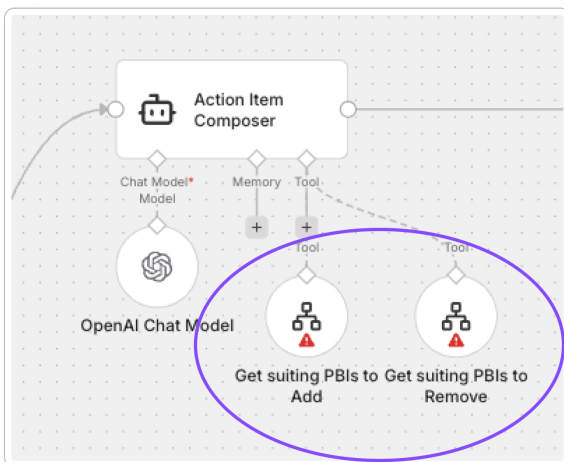 Action Item
Composer
Chat Model*
Model
Memory
Tool
+
+
Tool
Tool
OpenAI Chat Model
Get suiting PBIs to
Add
Get suiting PBIs to
Remove